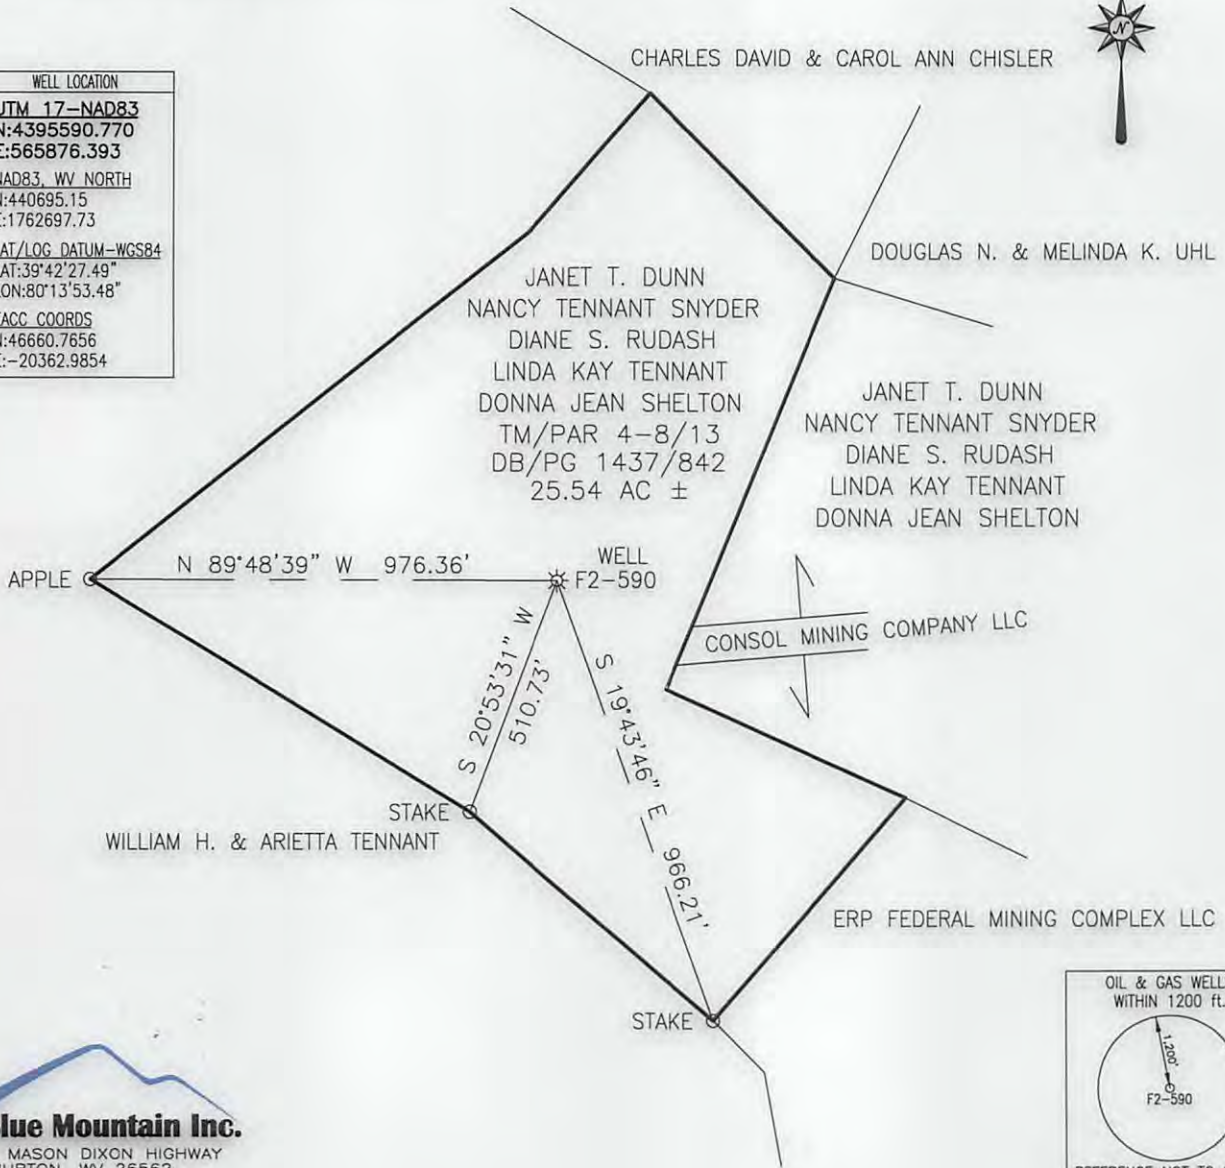 CHARLES DAVID & CAROL ANN CHISLER
N
WELL LOCATION
UTM 17-NAD83
N:4395590.770
E:565876.393
NAD83, WV NORTH
N:440695.15
E:1762697.73
LAT/LOG DATUM-WGS84
LAT:39°42'27.49"
LON:80°13'53.48"
COORDS
N:46660.7656
E:-20362.9854
DOUGLAS N. & MELINDA K. UHL
JANET T. DUNN
NANCY TENNANT SNYDER
DIANE S. RUDASH
LINDA KAY TENNANT
DONNA JEAN SHELTON
TM/PAR 4-8/13
DB/PG 1437/842
25.54 AC ±
JANET T. DUNN
NANCY TENNANT SNYDER
DIANE S. RUDASH
LINDA KAY TENNANT
DONNA JEAN SHELTON
APPLE
N 89°48'39" W 976.36'
WELL
F2-590
CONSOL MINING COMPANY LLC
S 20°53'31" W
510.73'
S 19°43'46" E 966.21'
STAKE
WILLIAM H. & ARIETTA TENNANT
ERP FEDERAL MINING COMPLEX LLC
STAKE
OIL & GAS WELL
WITHIN 1200 ft.
1,200'
F2-590
Blue Mountain Inc.
MASON DIXON HIGHWAY
WV 26562